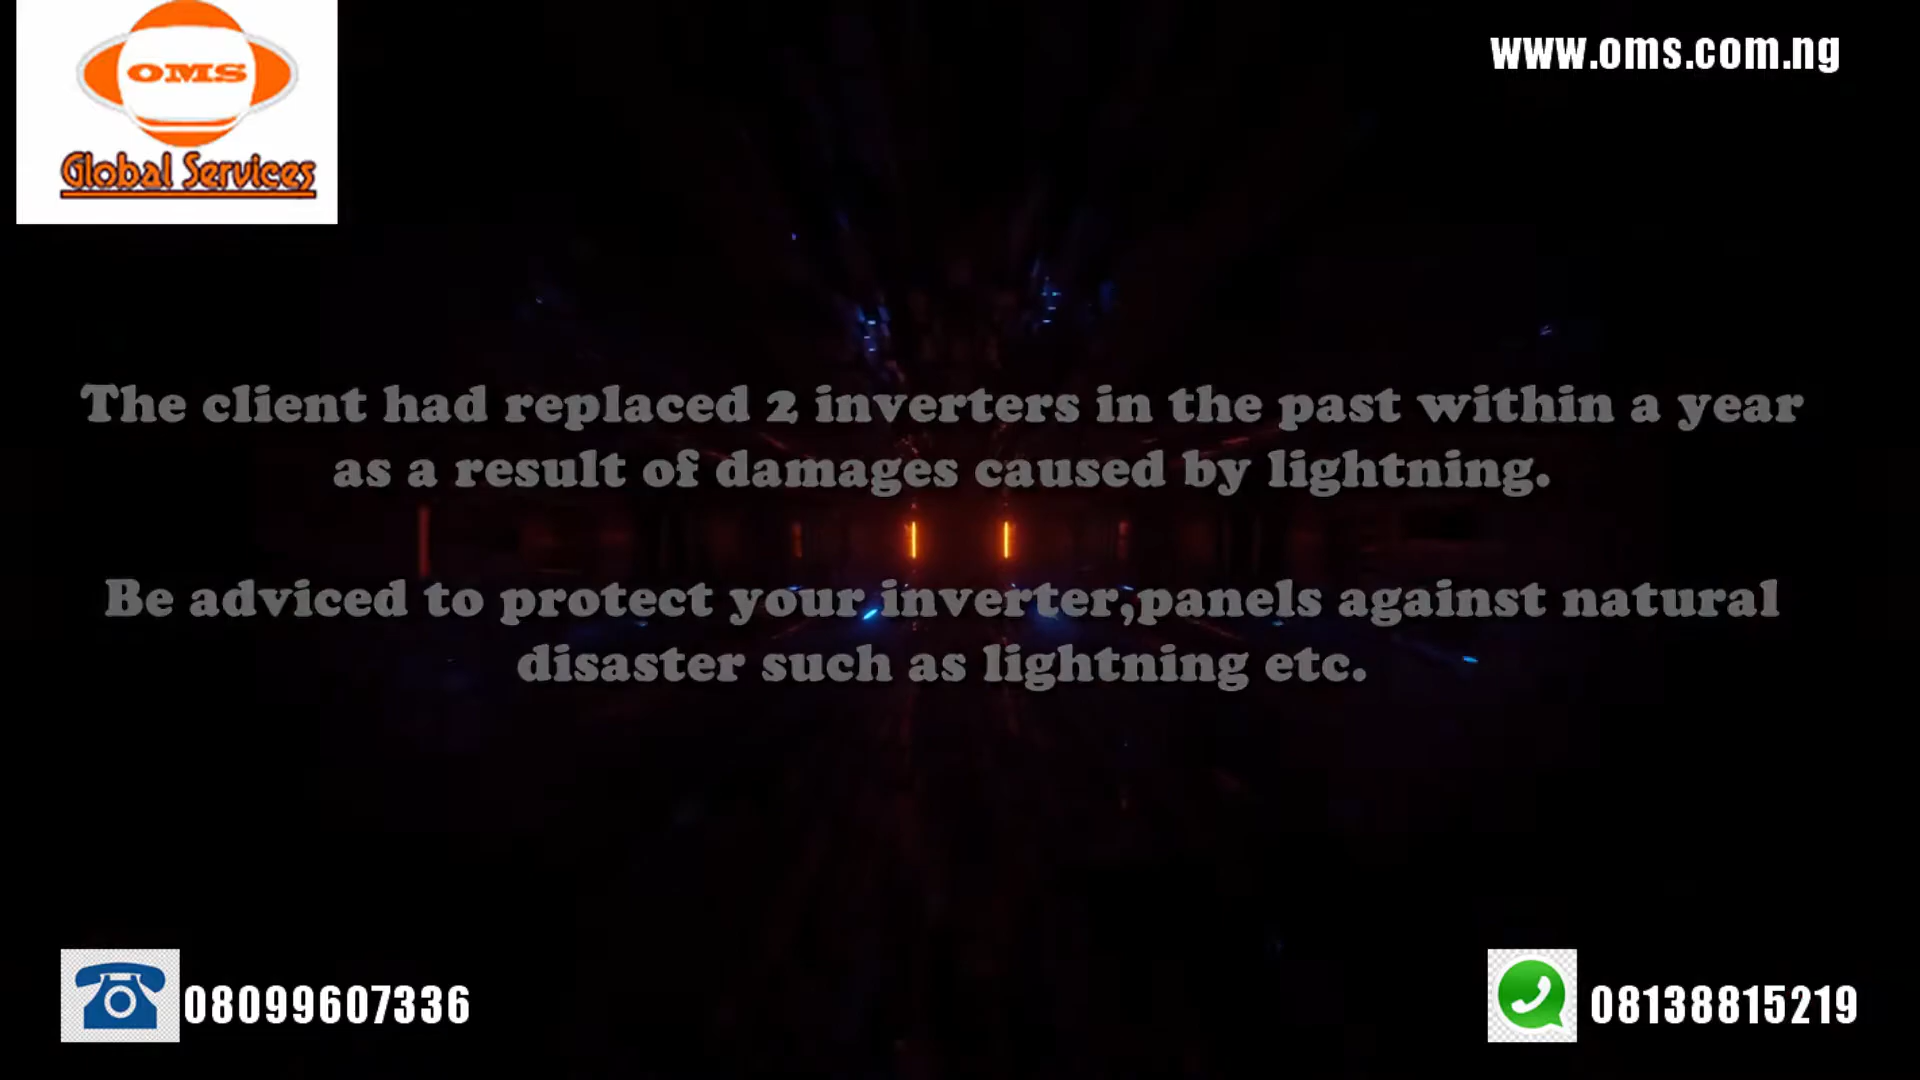 OMS
Global Services
www.oms.com.ng
The client had replaced 2 inverters in the past within a year
as a result of damages caused by lightning.
Be adviced to protect your inverter,panels against natural
disaster such as lightning etc.
08099607336
08138815219